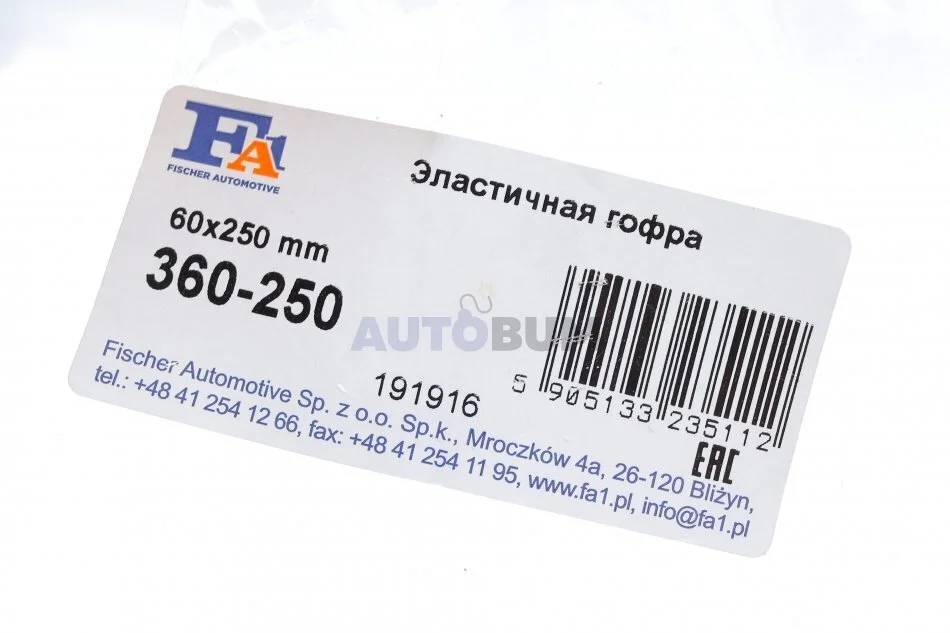 FA1
FISCHER AUTOMOTIVE
Эластичная гофра
60x250 mm
360-250
191916
5 905133 235112
EAC
Fischer Automotive Sp. z o.o. Sp.k., Mroczków 4a, 26-120 Bliżyn,
tel.: +48 41 254 12 66, fax: +48 41 254 11 95, www.fa1.pl, info@fa1.pl